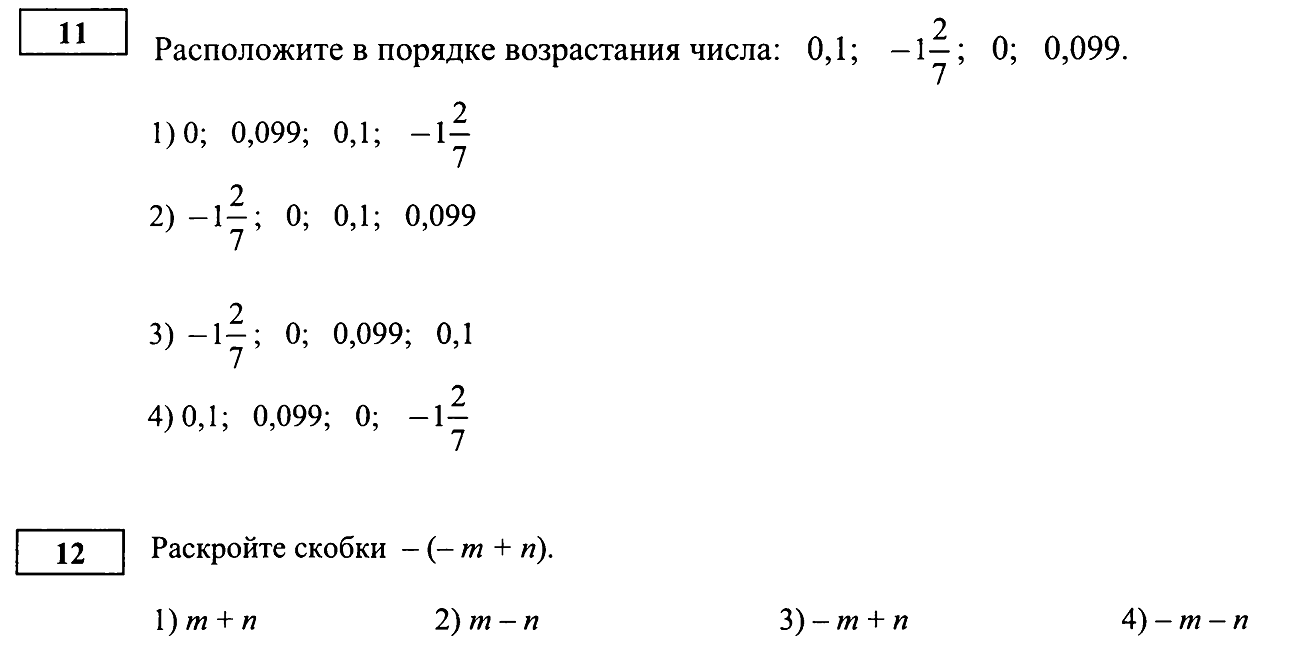 11
Расположите в порядке возрастания числа: 0,1; −1 2/7; 0; 0,099.
1) 0; 0,099; 0,1; −1 2/7
2) −1 2/7; 0; 0,1; 0,099
3) −1 2/7; 0; 0,099; 0,1
4) 0,1; 0,099; 0; −1 2/7
12
Раскройте скобки – (– m + n).
1) m + n 2) m – n 3) – m + n 4) – m – n